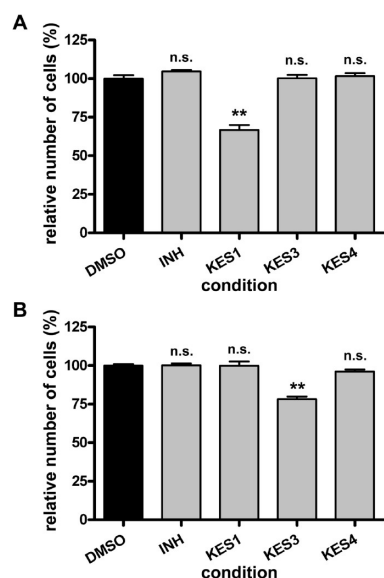 A
relative number of cells (%)
125
100
75
50
25
0
n.s.
n.s.
**
n.s.
n.s.
DMSO
INH
KES1
KES3
KES4
condition
B
relative number of cells (%)
125
100
75
50
25
0
n.s.
n.s.
**
n.s.
DMSO
INH
KES1
KES3
KES4
condition